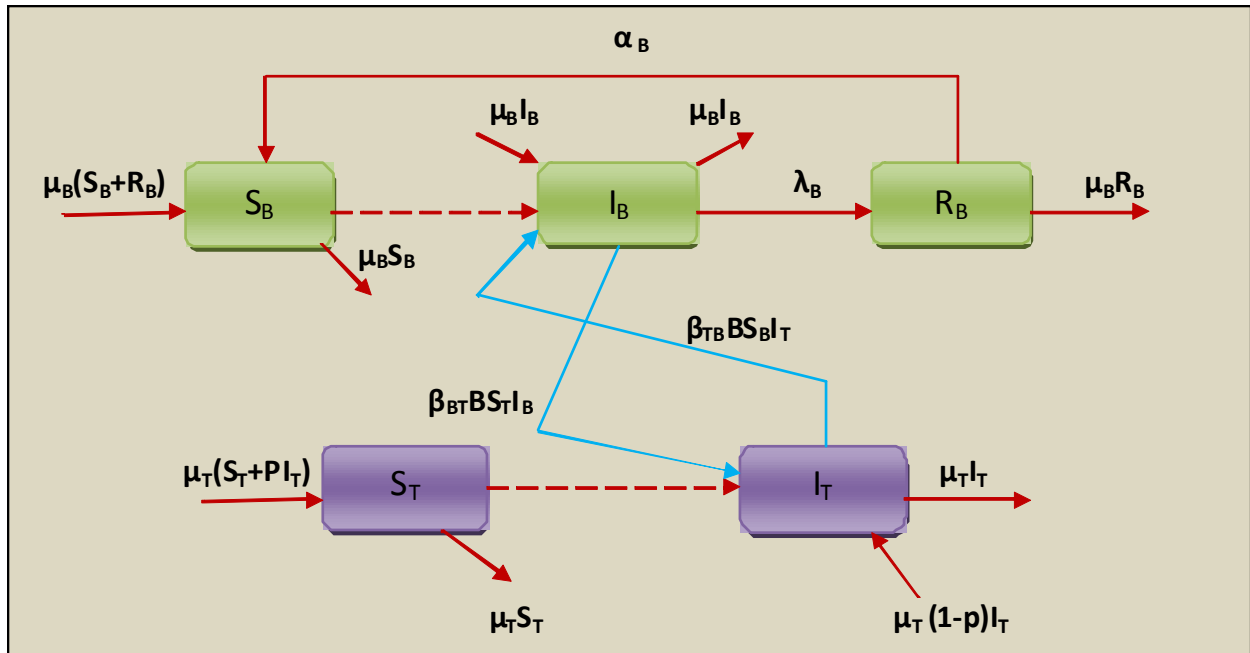 α B
μBIB
μBIB
μB(SB+RB)
SB
IB
λB
RB
μBRB
μBSB
βTBBSBIT
βBTBSTIB
μT(ST+PIT)
ST
IT
μTIT
μTST
μT (1-p)IT